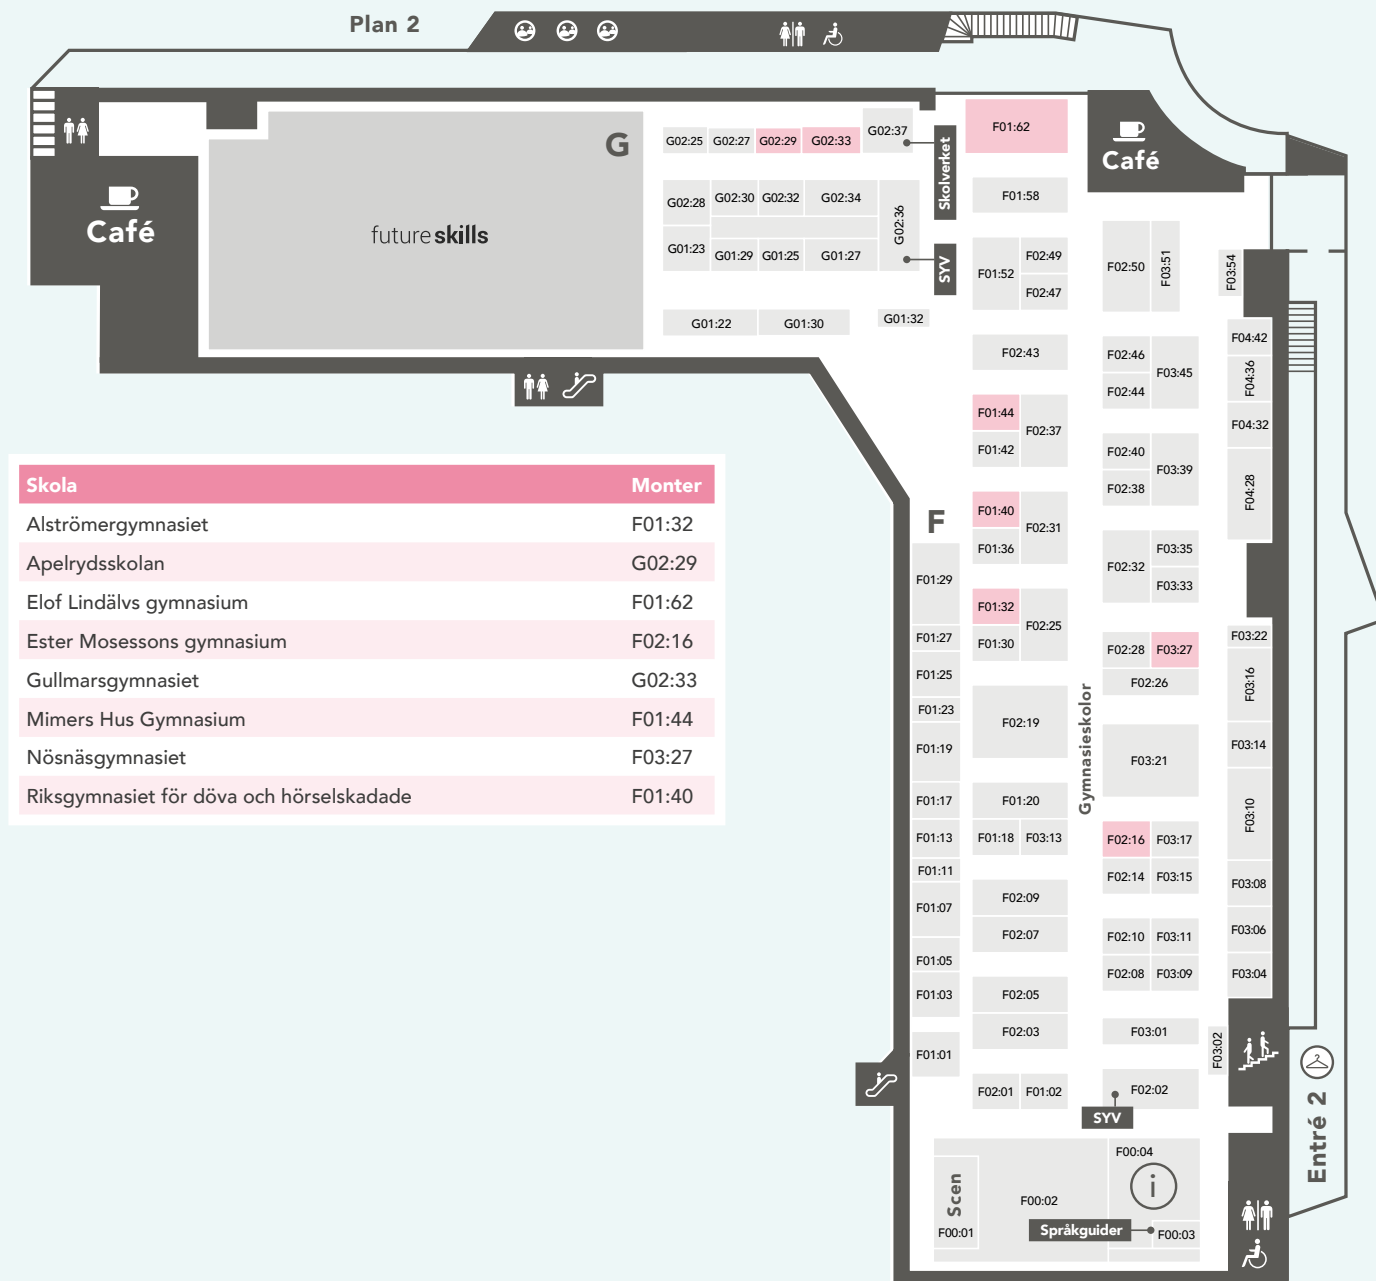 Plan 2
Café
G
future skills
G02:25
G02:27
G02:29
G02:33
G02:37
Skolverket
G02:28
G02:30
G02:32
G02:34
G02:36
G01:23
G01:29
G01:25
G01:27
SYV
G01:22
G01:30
G01:32
F01:62
Café
F01:58
F01:52
F02:49
F02:47
F02:50
F03:51
F03:54
F02:43
F02:46
F02:44
F03:45
F04:42
F04:36
F01:44
F01:42
F02:37
F02:40
F02:38
F03:39
F04:32
F04:28
Skola Monter
Alströmergymnasiet F01:32
Apelrydsskolan G02:29
Elof Lindälvs gymnasium F01:62
Ester Mosessons gymnasium F02:16
Gullmarsgymnasiet G02:33
Mimers Hus Gymnasium F01:44
Nösnäsgymnasiet F03:27
Riksgymnasiet för döva och hörselskadade F01:40
F
F01:40
F01:36
F02:31
F02:32
F03:35
F03:33
F01:29
F01:32
F01:30
F02:25
F01:27
F01:25
F01:23
F01:19
F01:17
F01:13
F01:11
F01:07
F01:05
F01:03
F01:01
F02:28
F03:27
F02:26
F03:22
F03:16
F02:19
Gymnasieskolor
F03:21
F03:14
F03:10
F01:20
F01:18
F03:13
F02:16
F03:17
F02:14
F03:15
F03:08
F02:09
F02:07
F02:10
F03:11
F02:08
F03:09
F03:06
F03:04
F02:05
F02:03
F03:01
F03:02
F02:01
F01:02
F02:02
SYV
Entré 2
F00:04
i
Scen
F00:01
F00:02
Språkguider
F00:03